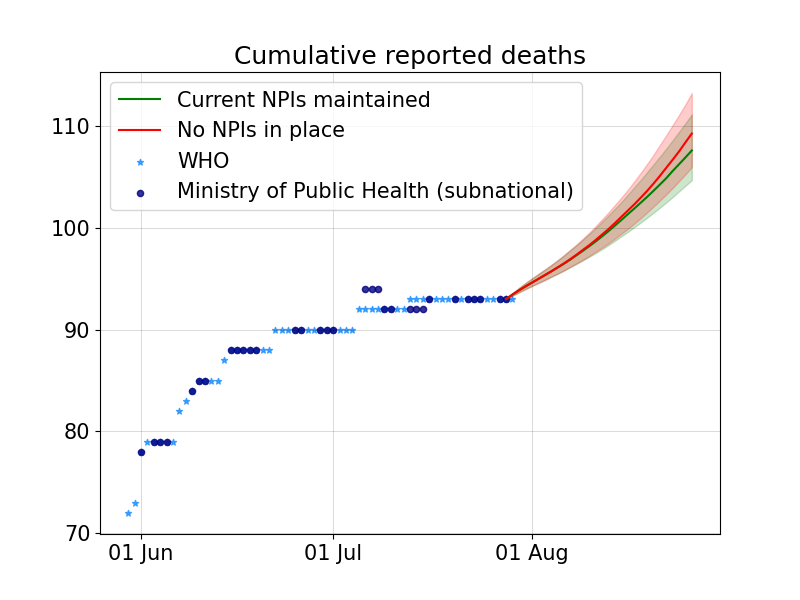 Cumulative reported deaths
Current NPIs maintained
No NPIs in place
WHO
Ministry of Public Health (subnational)
110
100
90
80
70
01 Jun
01 Jul
01 Aug